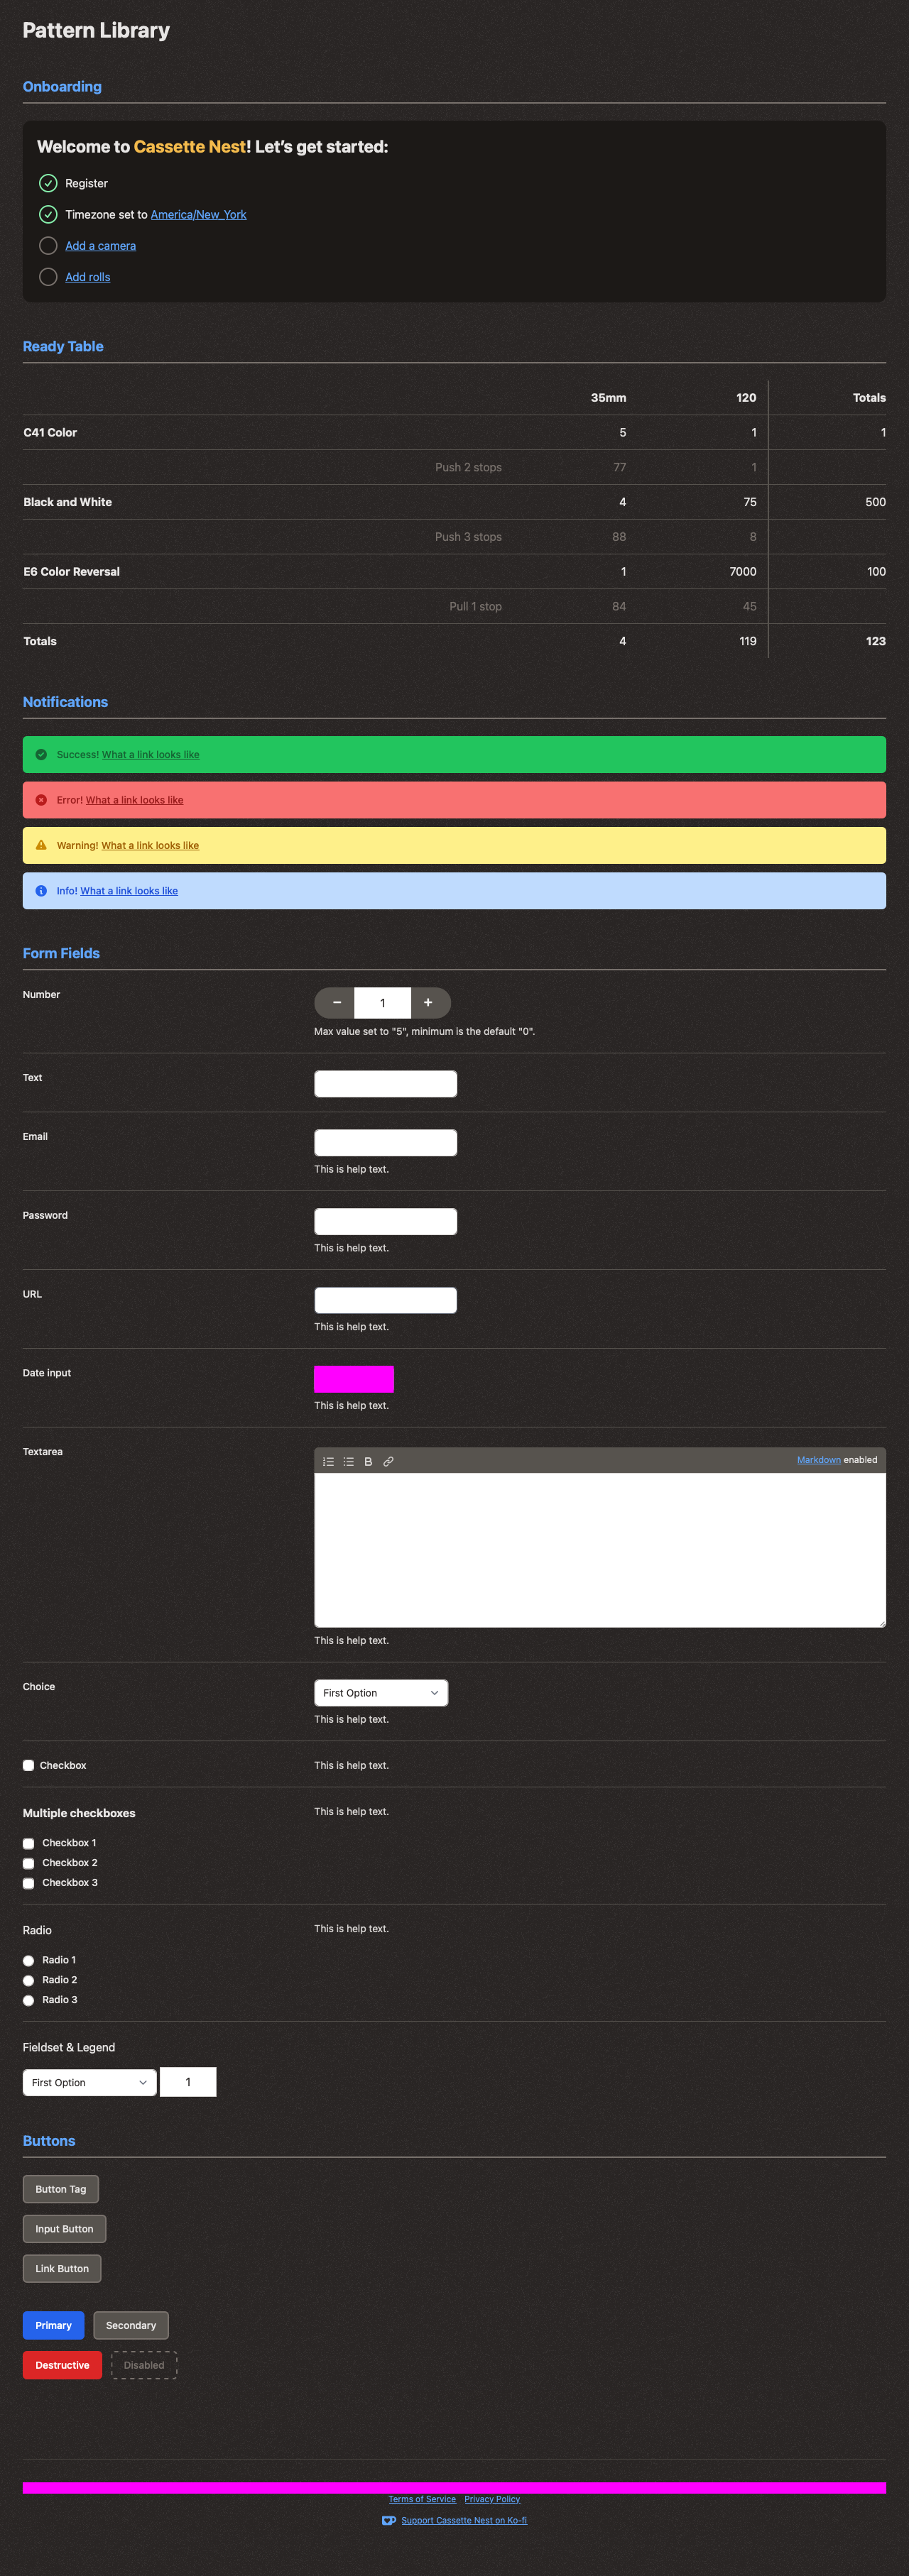 Pattern Library
Onboarding
Welcome to Cassette Nest! Let’s get started:
Register
Timezone set to America/New_York
Add a camera
Add rolls
Ready Table
35mm 120 Totals
C41 Color 5 1 1
Push 2 stops 77 1
Black and White 4 75 500
Push 3 stops 88 8
E6 Color Reversal 1 7000 100
Pull 1 stop 84 45
Totals 4 119 123
Notifications
Success! What a link looks like
Error! What a link looks like
Warning! What a link looks like
Info! What a link looks like
Form Fields
Number 1
Max value set to "5", minimum is the default "0".
Text
Email
This is help text.
Password
This is help text.
URL
This is help text.
Date input
This is help text.
Textarea
B Markdown enabled
This is help text.
Choice
First Option
This is help text.
Checkbox This is help text.
Multiple checkboxes This is help text.
Checkbox 1
Checkbox 2
Checkbox 3
Radio This is help text.
Radio 1
Radio 2
Radio 3
Fieldset & Legend
First Option 1
Buttons
Button Tag
Input Button
Link Button
Primary Secondary
Destructive Disabled
Terms of Service Privacy Policy
Support Cassette Nest on Ko-fi